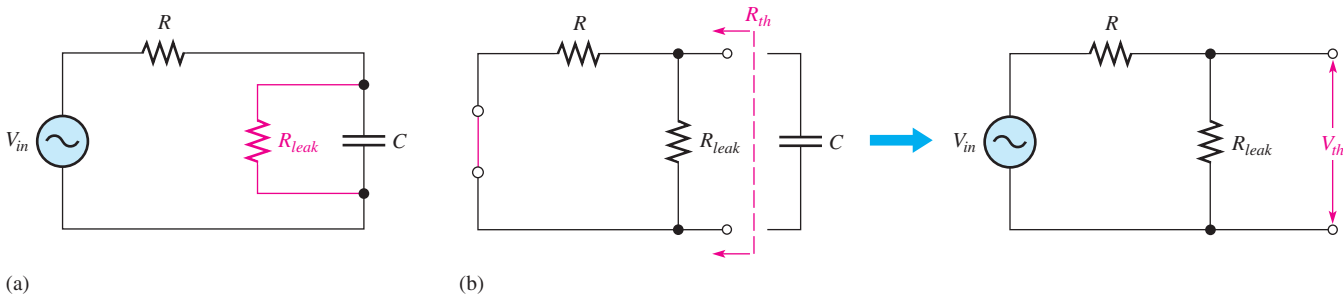 R
V_in
R_leak
C
(a)
R_th
R
R_leak
C
(b)
R
V_in
R_leak
V_th